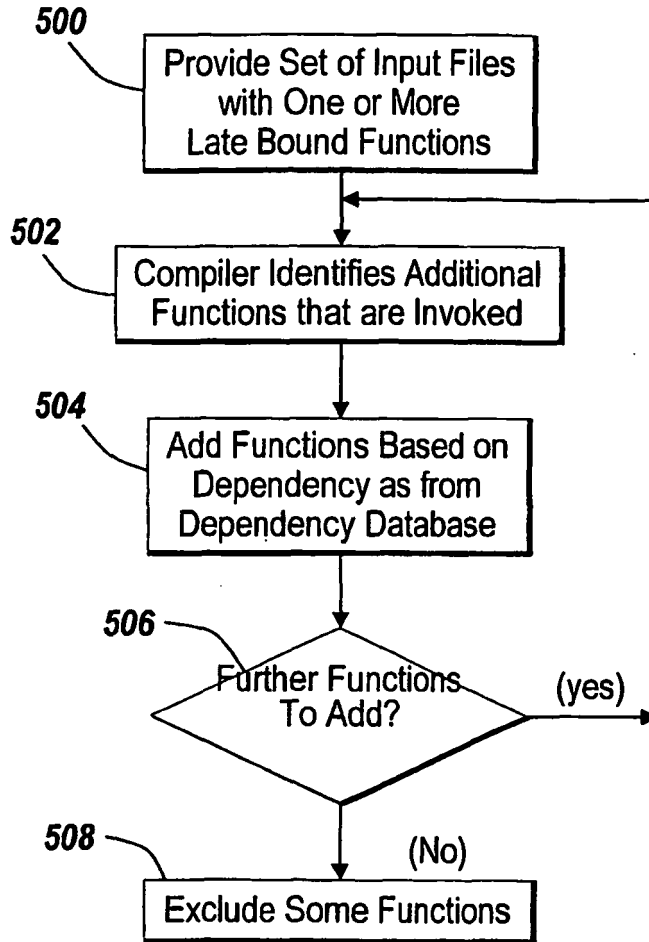 500
Provide Set of Input Files
with One or More
Late Bound Functions
502
Compiler Identifies Additional
Functions that are Invoked
504
Add Functions Based on
Dependency as from
Dependency Database
506
Further Functions
To Add?
(yes)
508
(No)
Exclude Some Functions